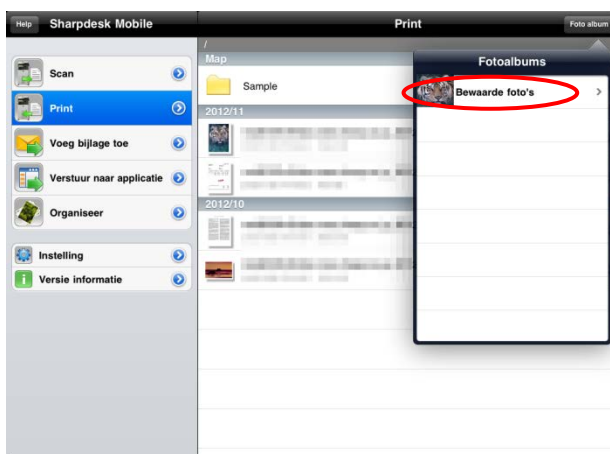 Help
Sharpdesk Mobile
Print
Foto album
/
Scan
Print
Voeg bijlage toe
Verstuur naar applicatie
Organiseer
Instelling
Versie informatie
Map
Sample
2012/11
2012/10
Fotoalbums
Bewaarde foto's